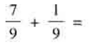 7/9 + 1/9 =